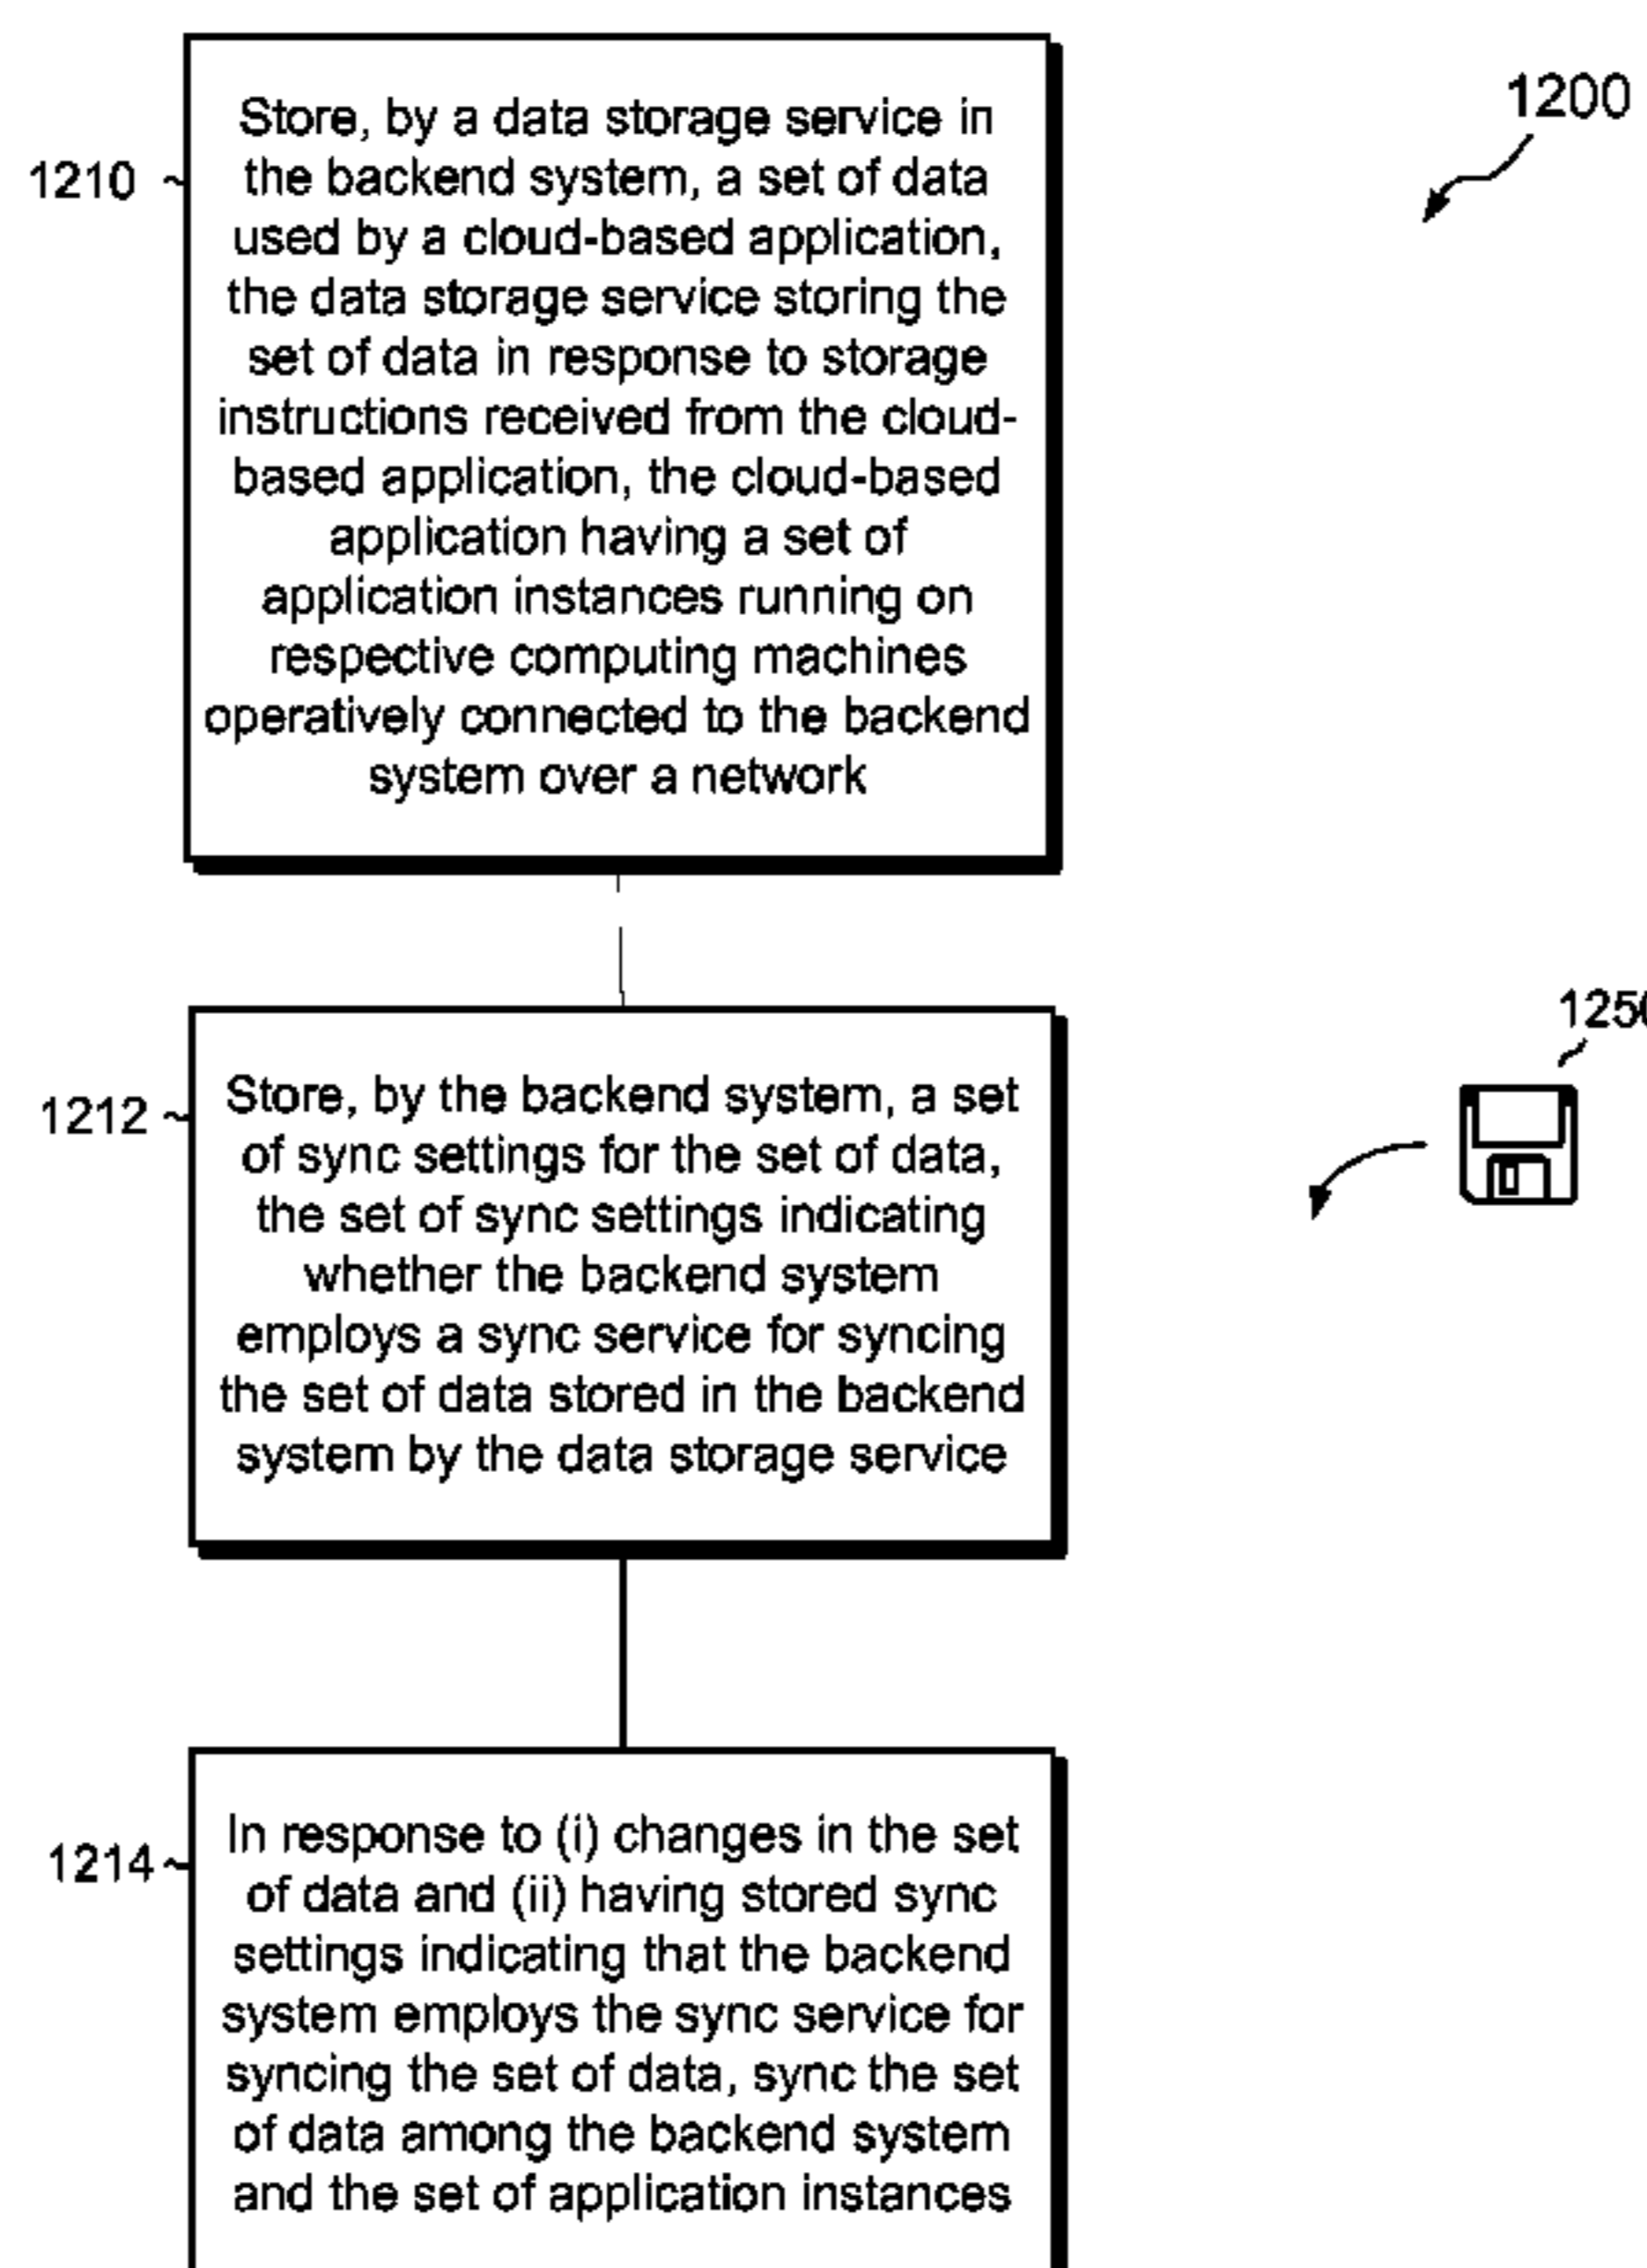 1200
1210
Store, by a data storage service in
the backend system, a set of data
used by a cloud-based application,
the data storage service storing the
set of data in response to storage
instructions received from the cloud-
based application, the cloud-based
application having a set of
application instances running on
respective computing machines
operatively connected to the backend
system over a network
1250
1212
Store, by the backend system, a set
of sync settings for the set of data,
the set of sync settings indicating
whether the backend system
employs a sync service for syncing
the set of data stored in the backend
system by the data storage service
1214
In response to (i) changes in the set
of data and (ii) having stored sync
settings indicating that the backend
system employs the sync service for
syncing the set of data, sync the set
of data among the backend system
and the set of application instances